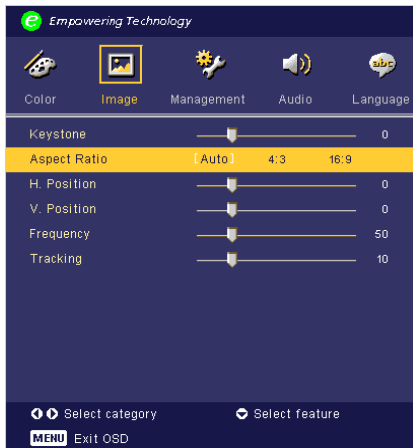 e Empowering Technology
Color Image Management Audio Language
Keystone 0
Aspect Ratio [Auto] 4:3 16:9
H. Position 0
V. Position 0
Frequency 50
Tracking 10
Select category Select feature
MENU Exit OSD
abc